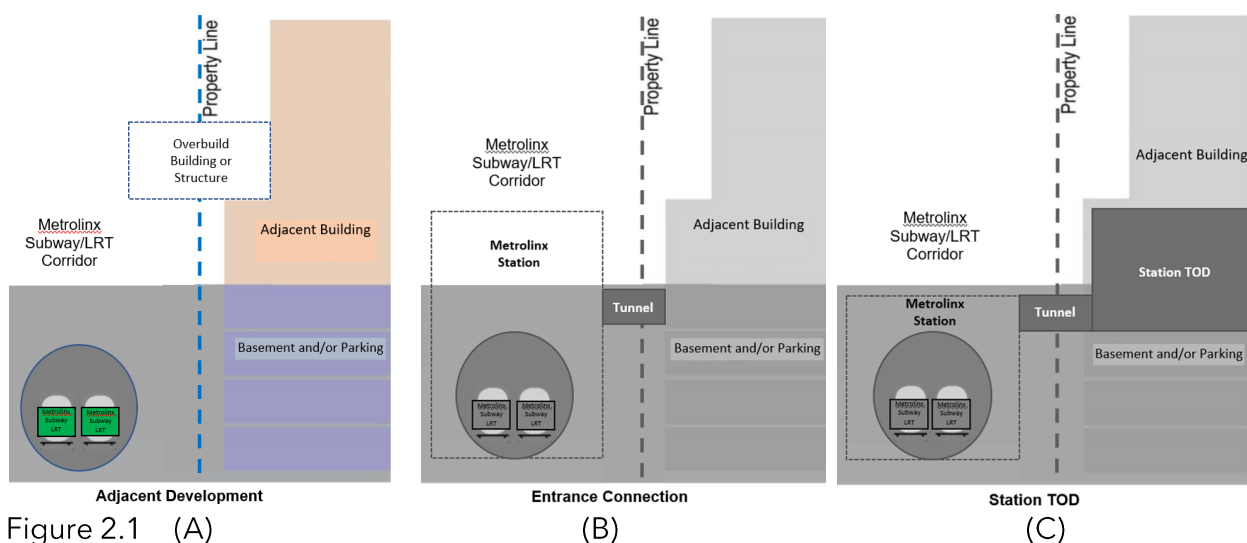 Property Line
Overbuild
Building or
Structure
Metrolinx
Subway/LRT
Corridor
Adjacent Building
Basement and/or Parking
Metrolinx
Subway
LRT
Metrolinx
Subway
LRT
Adjacent Development
Property Line
Metrolinx
Subway/LRT
Corridor
Metrolinx
Station
Adjacent Building
Tunnel
Basement and/or Parking
Metrolinx
Subway
LRT
Metrolinx
Subway
LRT
Entrance Connection
Property Line
Adjacent Building
Metrolinx
Subway/LRT
Corridor
Station TOD
Metrolinx
Station
Tunnel
Basement and/or Parking
Metrolinx
Subway
LRT
Metrolinx
Subway
LRT
Station TOD
Figure 2.1 (A) (B) (C)